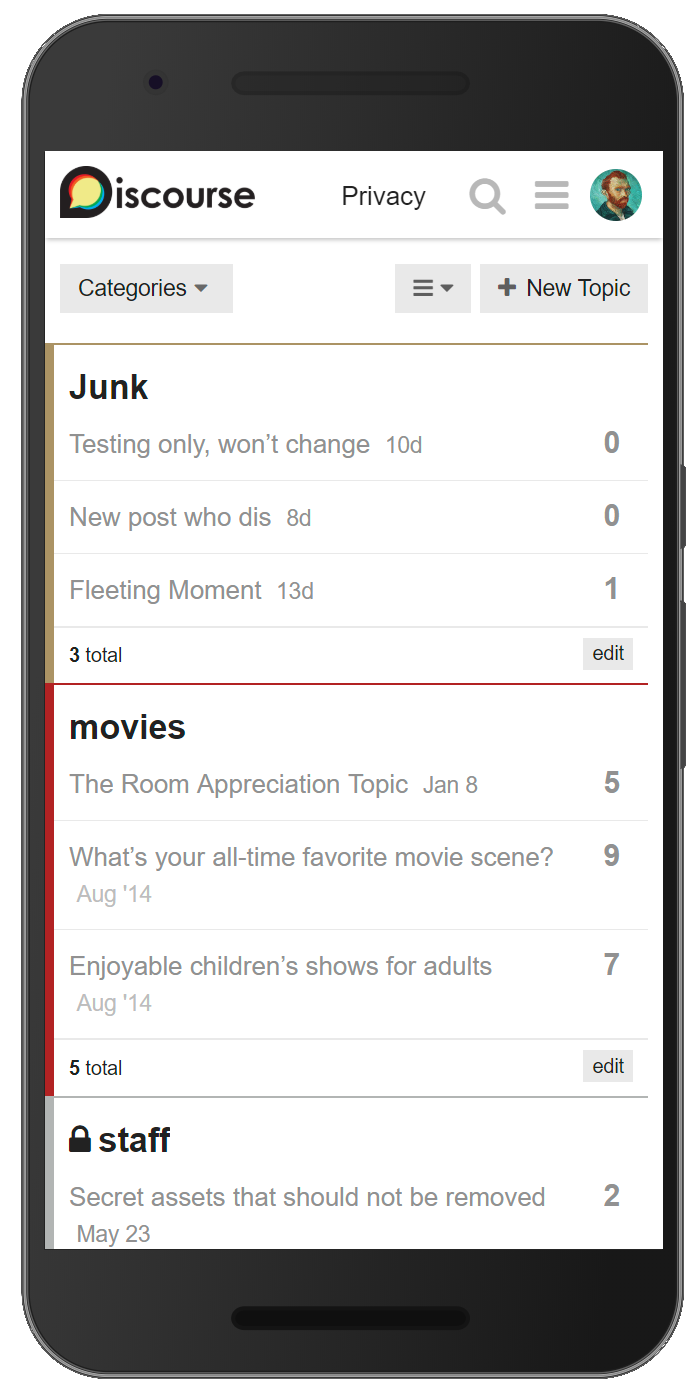 Discourse
Privacy
Categories
New Topic
Junk
Testing only, won’t change 10d 0
New post who dis 8d 0
Fleeting Moment 13d 1
3 total edit
movies
The Room Appreciation Topic Jan 8 5
What’s your all-time favorite movie scene? 9
Aug '14
Enjoyable children’s shows for adults 7
Aug '14
5 total edit
staff
Secret assets that should not be removed 2
May 23